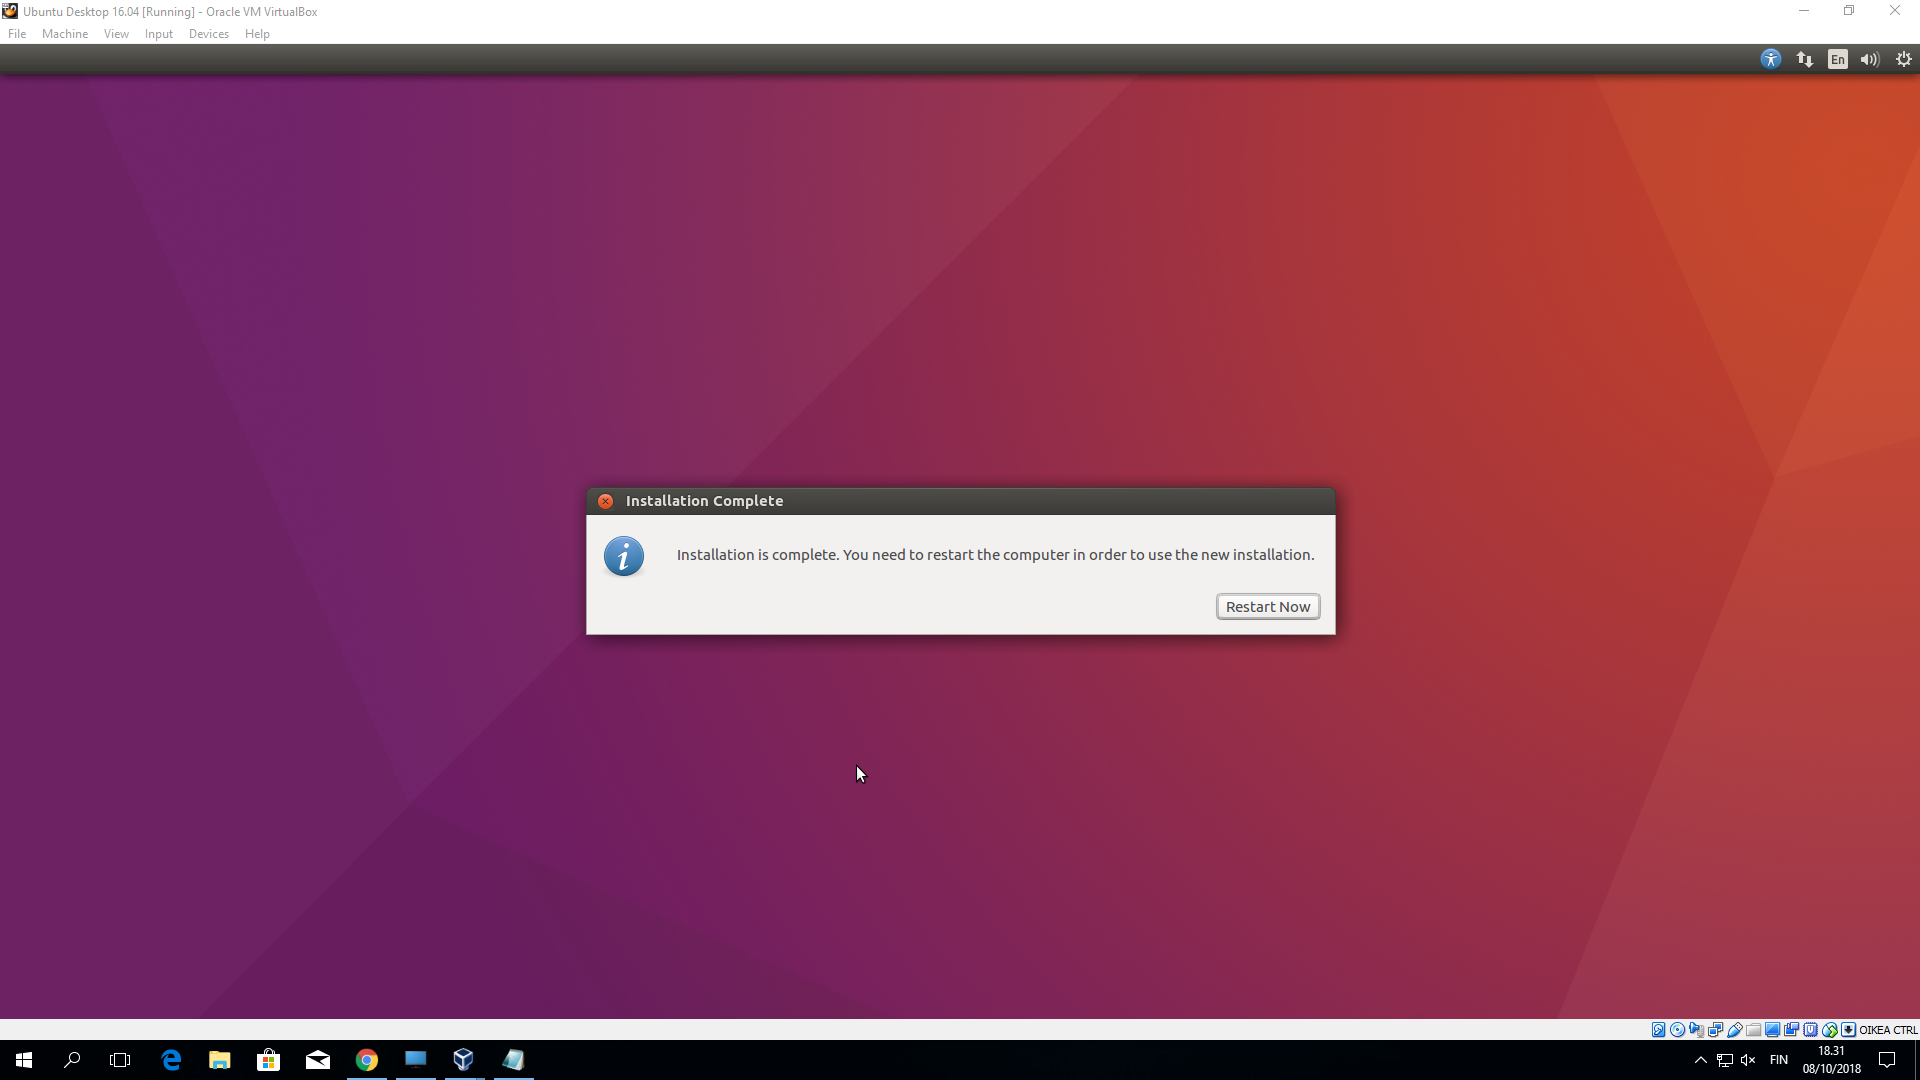 Ubuntu Desktop 16.04 [Running] - Oracle VM VirtualBox
File Machine View Input Devices Help
En
Installation Complete
Installation is complete. You need to restart the computer in order to use the new installation.
Restart Now
OIKEA CTRL
FIN
18.31
08/10/2018